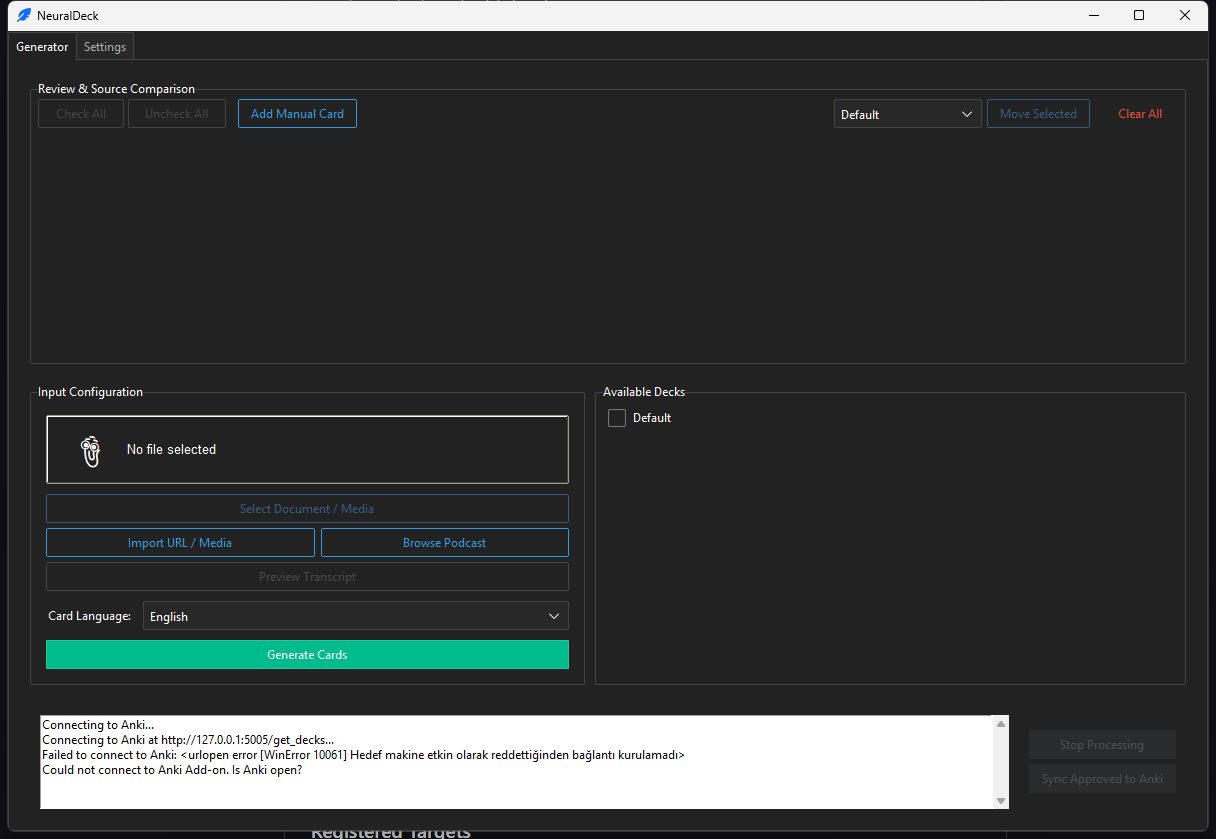 NeuralDeck
Generator Settings
Review & Source Comparison
Check All Uncheck All Add Manual Card Default Move Selected Clear All
Input Configuration
No file selected
Select Document / Media
Import URL / Media Browse Podcast
Preview Transcript
Card Language: English
Generate Cards
Available Decks
Default
Connecting to Anki...
Connecting to Anki at http://127.0.0.1:5005/get_decks...
Failed to connect to Anki: <urlopen error [WinError 10061] Hedef makine etkin olarak reddettiğinden bağlantı kurulamadı>
Could not connect to Anki Add-on. Is Anki open?
Stop Processing
Sync Approved to Anki
Registered Targets